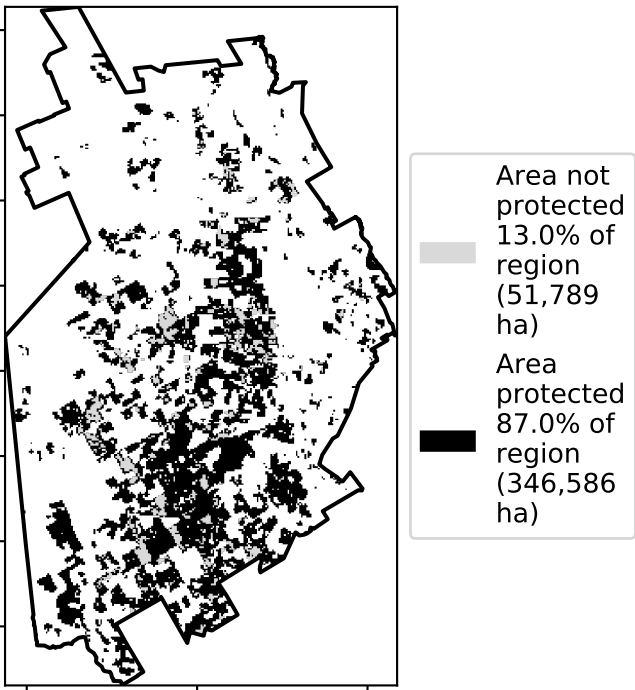 Area not
protected
13.0% of
region
(51,789
ha)
Area
protected
87.0% of
region
(346,586
ha)